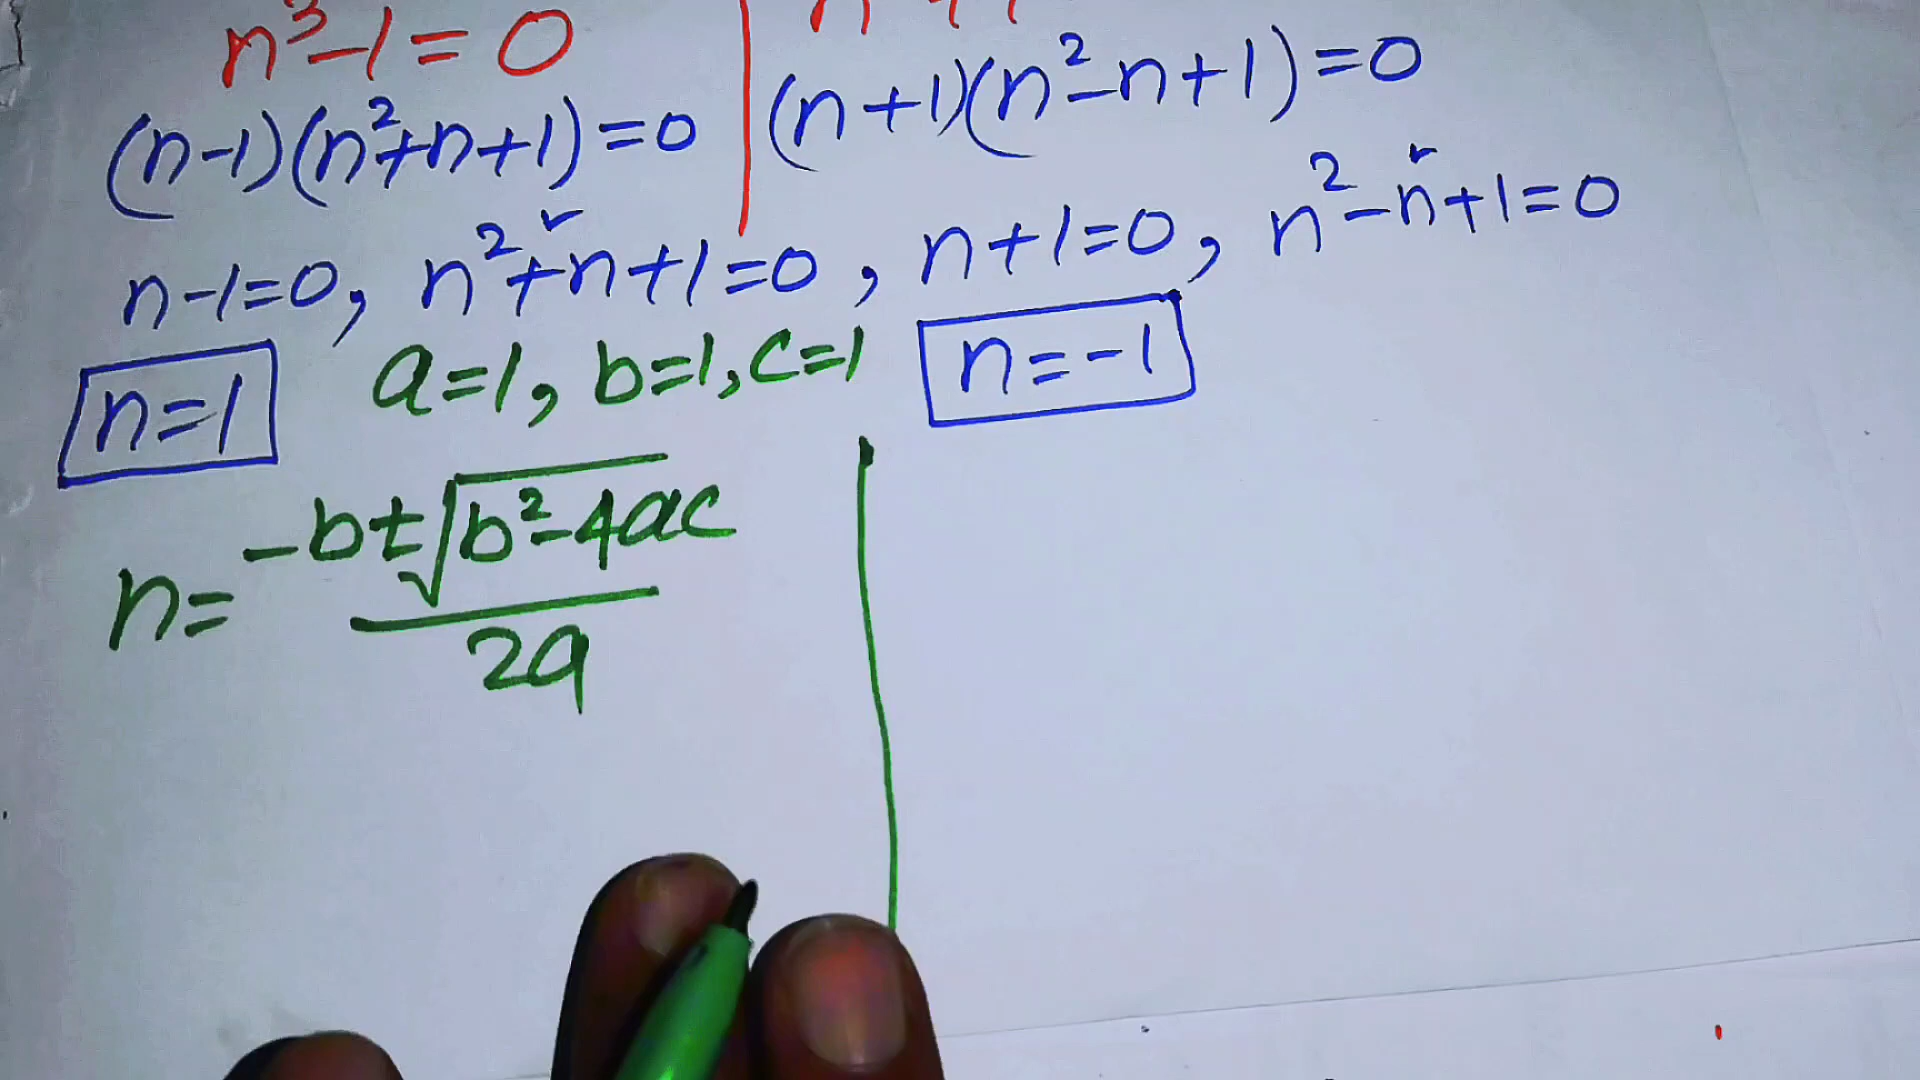 n³-1=0
(n-1)(n²+n+1)=0
(n+1)(n²-n+1)=0
n-1=0, n²+n+1=0, n+1=0, n²-n+1=0
n=1
a=1, b=1, c=1
n=-1
n= -b±√b²-4ac
2a